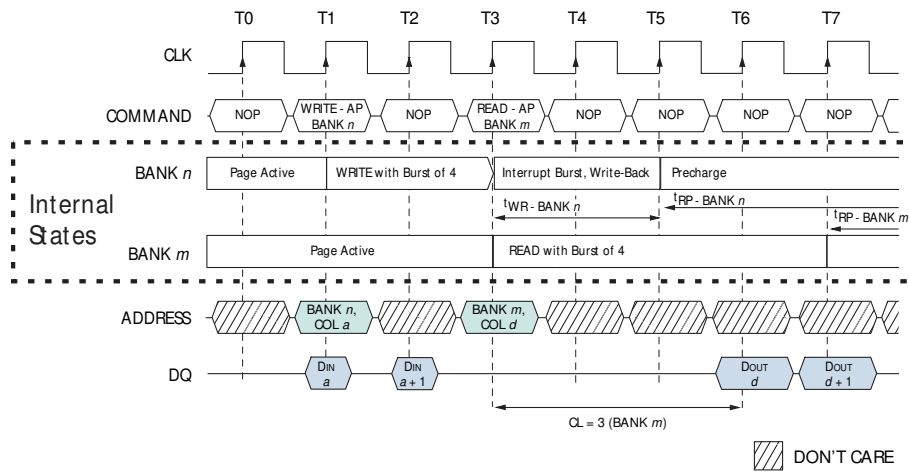 T0 T1 T2 T3 T4 T5 T6 T7
CLK
COMMAND NOP WRITE - AP BANK n NOP READ - AP BANK m NOP NOP NOP NOP
BANK n Page Active WRITE with Burst of 4 Interrupt Burst, Write-Back Precharge
Internal States
tWR - BANK n tRP - BANK n
tRP - BANK m
BANK m Page Active READ with Burst of 4
ADDRESS BANK n, COL a BANK m, COL d
DQ DIN a DIN a + 1 DOUT d DOUT d + 1
CL = 3 (BANK m)
DON'T CARE